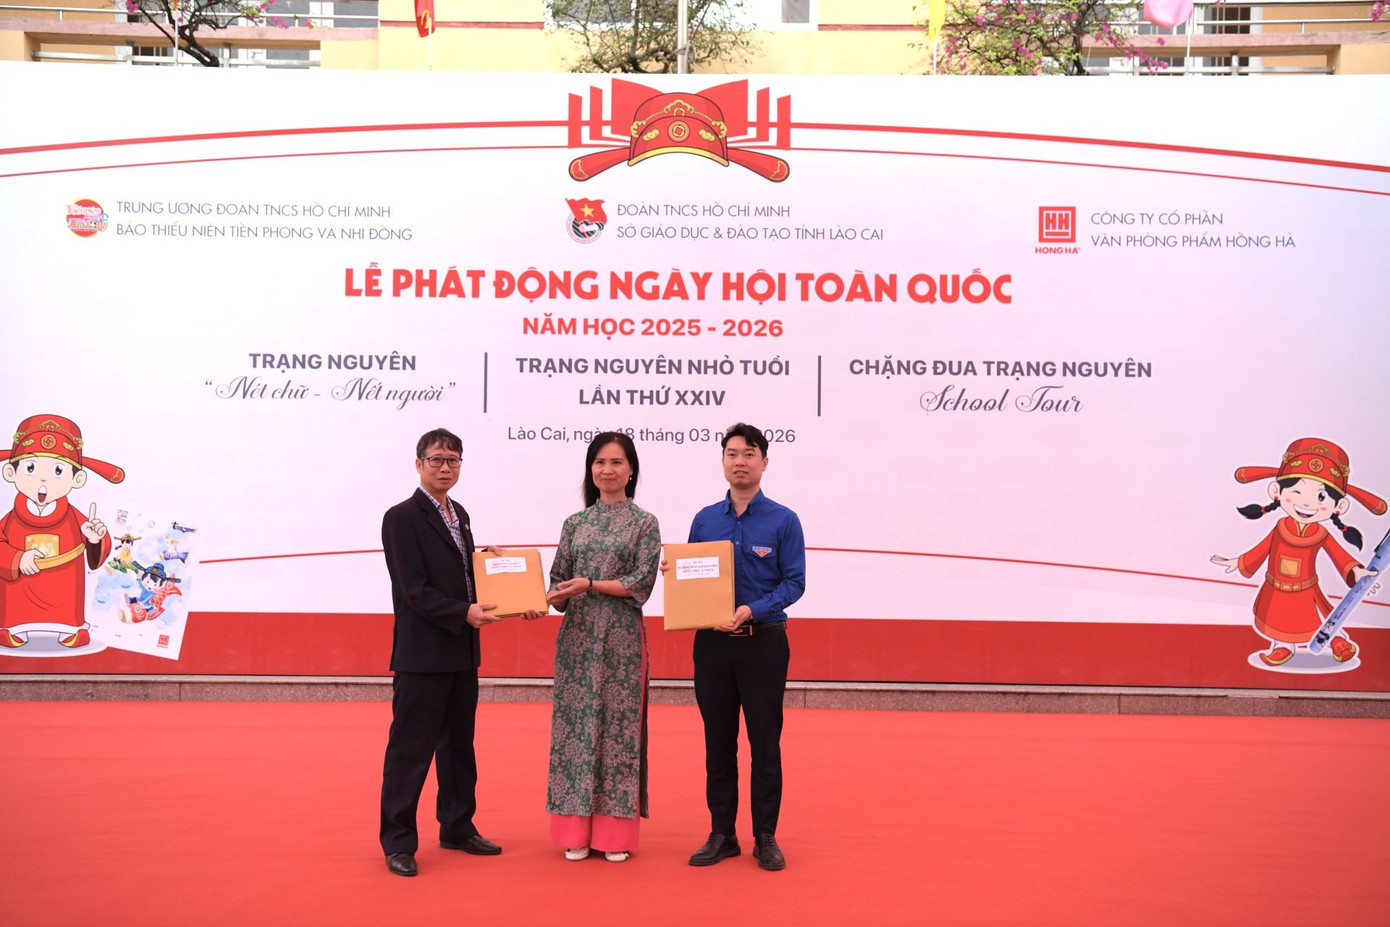 TRUNG ƯƠNG ĐOÀN TNCS HỒ CHÍ MINH
BÁO THIẾU NIÊN TIỀN PHONG VÀ NHI ĐỒNG
ĐOÀN TNCS HỒ CHÍ MINH
SỞ GIÁO DỤC & ĐÀO TẠO TỈNH LÀO CAI
HH
HONG HA
CÔNG TY CỔ PHẦN
VĂN PHÒNG PHẨM HỒNG HÀ
LỄ PHÁT ĐỘNG NGÀY HỘI TOÀN QUỐC
NĂM HỌC 2025 - 2026
TRẠNG NGUYÊN
“Nét chữ - Nết người”
TRẠNG NGUYÊN NHỎ TUỔI
LẦN THỨ XXIV
CHẶNG ĐUA TRẠNG NGUYÊN
School Tour
Lào Cai, ngày 18 tháng 03 2026